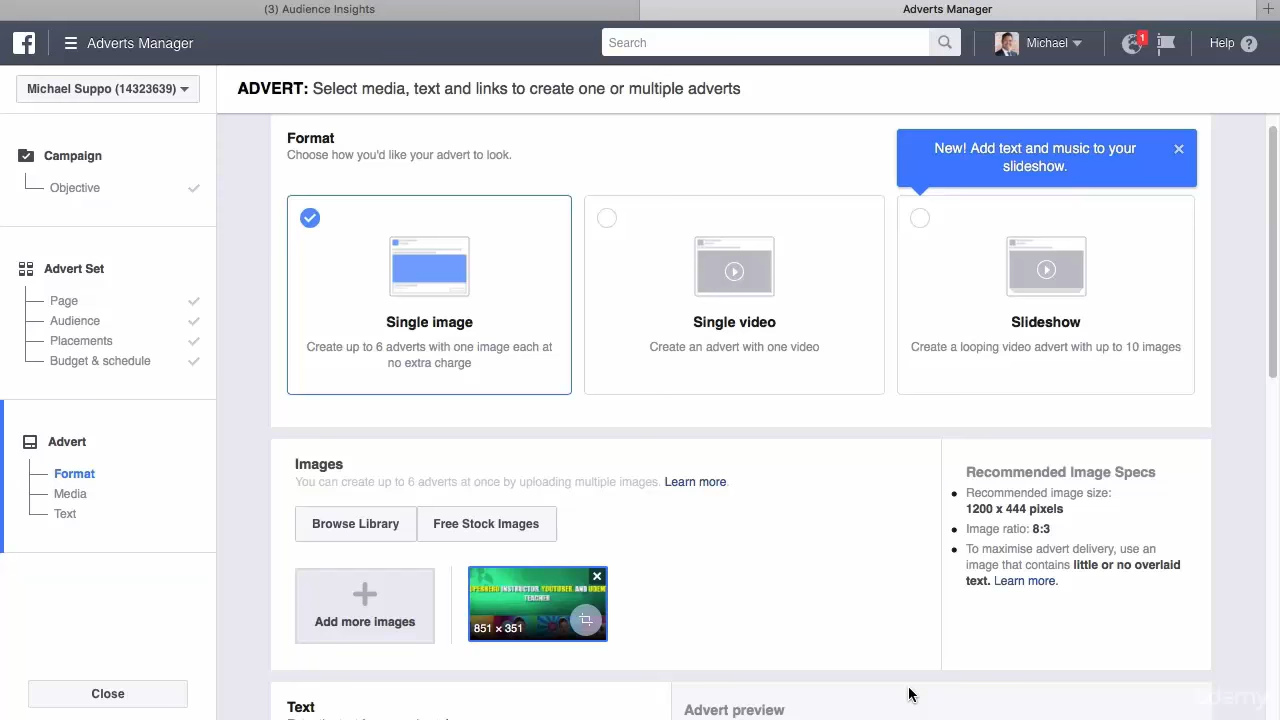 (3) Audience Insights
Adverts Manager
Adverts Manager
Search
Michael
1
Help
Michael Suppo (14323639)
ADVERT: Select media, text and links to create one or multiple adverts
Campaign
Objective
Advert Set
Page
Audience
Placements
Budget & schedule
Advert
Format
Media
Text
Close
Format
Choose how you'd like your advert to look.
New! Add text and music to your
slideshow.
Single image
Create up to 6 adverts with one image each at
no extra charge
Single video
Create an advert with one video
Slideshow
Create a looping video advert with up to 10 images
Images
You can create up to 6 adverts at once by uploading multiple images. Learn more.
Browse Library
Free Stock Images
Add more images
INSTRUCTOR, YOUTUBER, AND UDEM
TEACHER
851 × 351
Recommended Image Specs
Recommended image size:
1200 x 444 pixels
Image ratio: 8:3
To maximise advert delivery, use an
image that contains little or no overlaid
text. Learn more.
Text
Advert preview
udemy